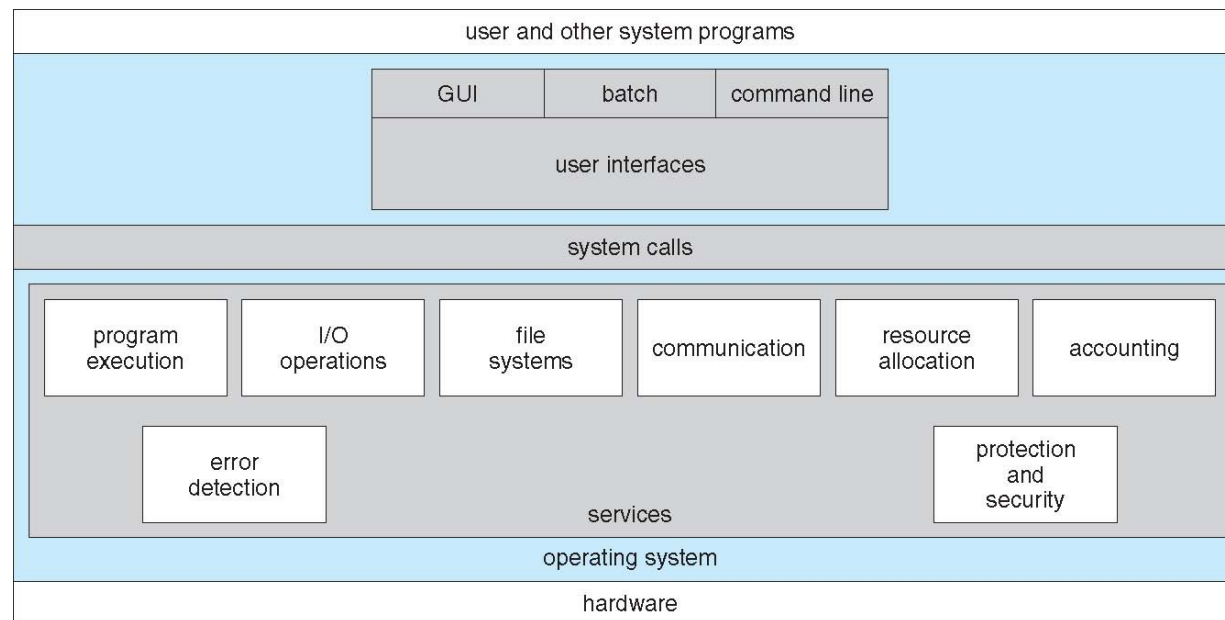 user and other system programs
GUI
batch
command line
user interfaces
system calls
program
execution
I/O
operations
file
systems
communication
resource
allocation
accounting
error
detection
protection
and
security
services
operating system
hardware